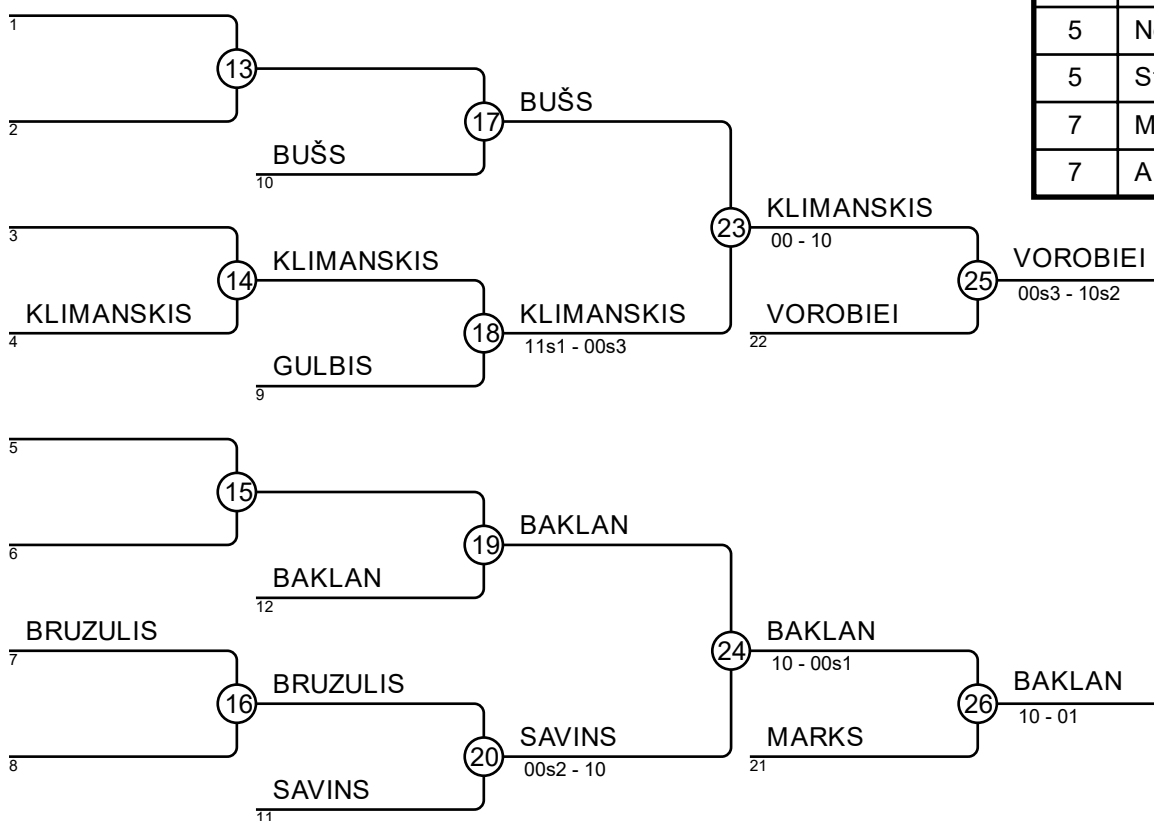 1
13
2
17
BUŠS
BUŠS
10
3
14
KLIMANSKIS
KLIMANSKIS
4
18
KLIMANSKIS
11s1 - 00s3
GULBIS
9
23
KLIMANSKIS
00 - 10
25
VOROBIEI
00s3 - 10s2
VOROBIEI
22
5
15
6
19
BAKLAN
BAKLAN
12
BRUZULIS
7
16
BRUZULIS
8
20
SAVINS
00s2 - 10
SAVINS
11
24
BAKLAN
10 - 00s1
26
BAKLAN
10 - 01
MARKS
21
5 N
5 S
7 M
7 A